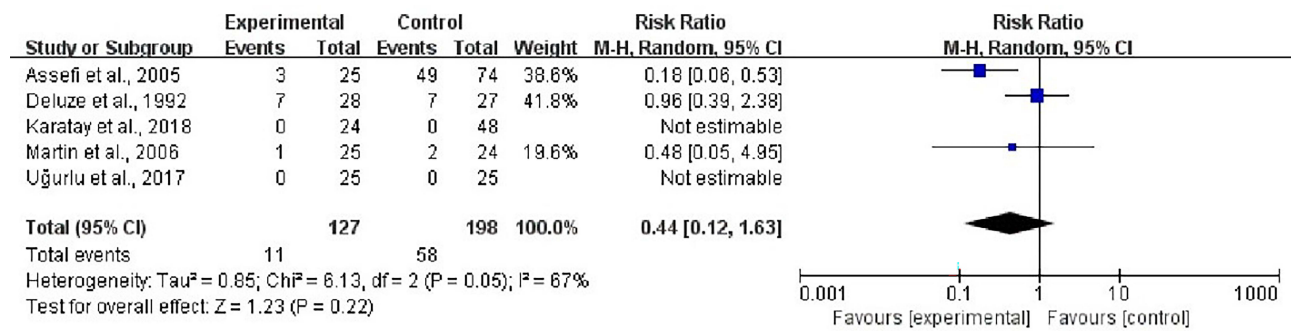 Experimental Control Risk Ratio Risk Ratio
Study or Subgroup Events Total Events Total Weight M-H, Random, 95% CI M-H, Random, 95% CI
Assefi et al., 2005 3 25 49 74 38.6% 0.18 [0.06, 0.53]
Deluze et al., 1992 7 28 7 27 41.8% 0.96 [0.39, 2.38]
Karatay et al., 2018 0 24 0 48 Not estimable
Martin et al., 2006 1 25 2 24 19.6% 0.48 [0.05, 4.95]
Uğurlu et al., 2017 0 25 0 25 Not estimable
Total (95% CI) 127 198 100.0% 0.44 [0.12, 1.63]
Total events 11 58
Heterogeneity: Tau² = 0.85; Chi² = 6.13, df = 2 (P = 0.05); I² = 67%
Test for overall effect: Z = 1.23 (P = 0.22)
0.001 0.1 1 10 1000
Favours [experimental] Favours [control]